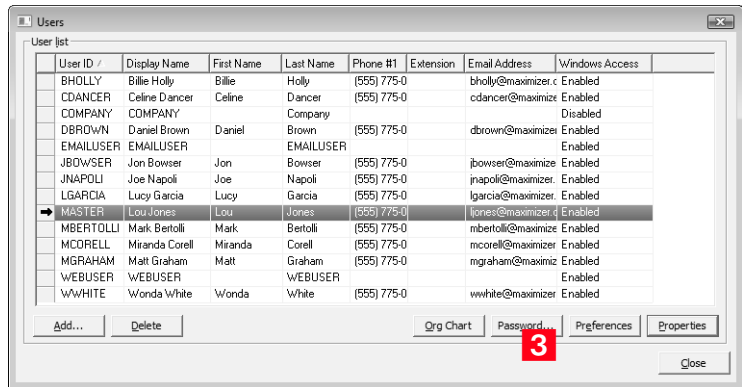 Users
User list
User ID Display Name First Name Last Name Phone #1 Extension Email Address Windows Access
BHOLLY Billie Holly Billie Holly (555) 775-0 bholly@maximizer.c Enabled
CDANCER Celine Dancer Celine Dancer (555) 775-0 cdancer@maximize Enabled
COMPANY COMPANY Company Disabled
DBROWN Daniel Brown Daniel Brown (555) 775-0 dbrown@maximizer Enabled
EMAILUSER EMAILUSER EMAILUSER Enabled
JBOWSER Jon Bowser Jon Bowser (555) 775-0 jbowser@maximize Enabled
JNAPOLI Joe Napoli Joe Napoli (555) 775-0 jnapoli@maximizer. Enabled
LGARCIA Lucy Garcia Lucy Garcia (555) 775-0 lgarcia@maximizer. Enabled
MASTER Lou Jones Lou Jones (555) 775-0 ljones@maximizer.c Enabled
MBERTOLLI Mark Bertolli Mark Bertolli (555) 775-0 mbertolli@maximizer Enabled
MCORELL Miranda Corell Miranda Corell (555) 775-0 mcorell@maximizer Enabled
MGRAHAM Matt Graham Matt Graham (555) 775-0 mgraham@maximiz Enabled
WEBUSER WEBUSER WEBUSER Enabled
WWHITE Wonda White Wonda White (555) 775-0 wwhite@maximizer Enabled
Add... Delete Org Chart Password... Preferences Properties
3
Close